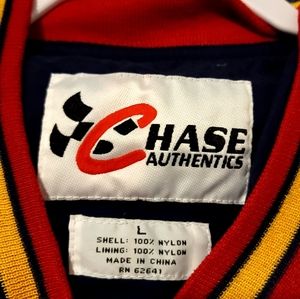 CHASE
AUTHENTICS
L
SHELL: 100% NYLON
LINING: 100% NYLON
MADE IN CHINA
RN 62641